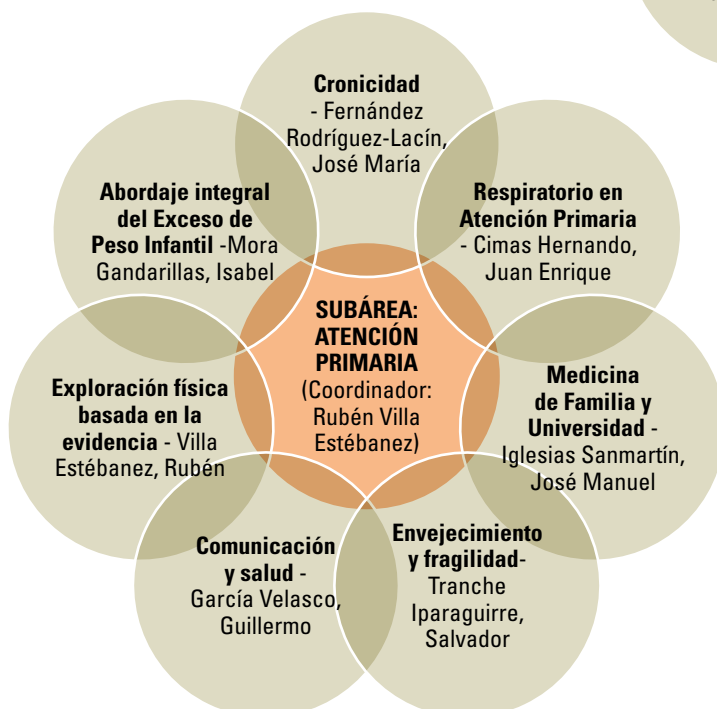 Cronicidad
- Fernández
Rodríguez-Lacín,
José María
Respiratorio en
Atención Primaria
- Cimas Hernando,
Juan Enrique
Medicina
de Familia y
Universidad -
Iglesias Sanmartín,
José Manuel
Envejecimiento
y fragilidad-
Tranche
Iparaguirre,
Salvador
Comunicación
y salud -
García Velasco,
Guillermo
Exploración física
basada en la
evidencia - Villa
Estébanez, Rubén
Abordaje integral
del Exceso de
Peso Infantil -Mora
Gandarillas, Isabel
SUBÁREA:
ATENCIÓN
PRIMARIA
(Coordinador:
Rubén Villa
Estébanez)